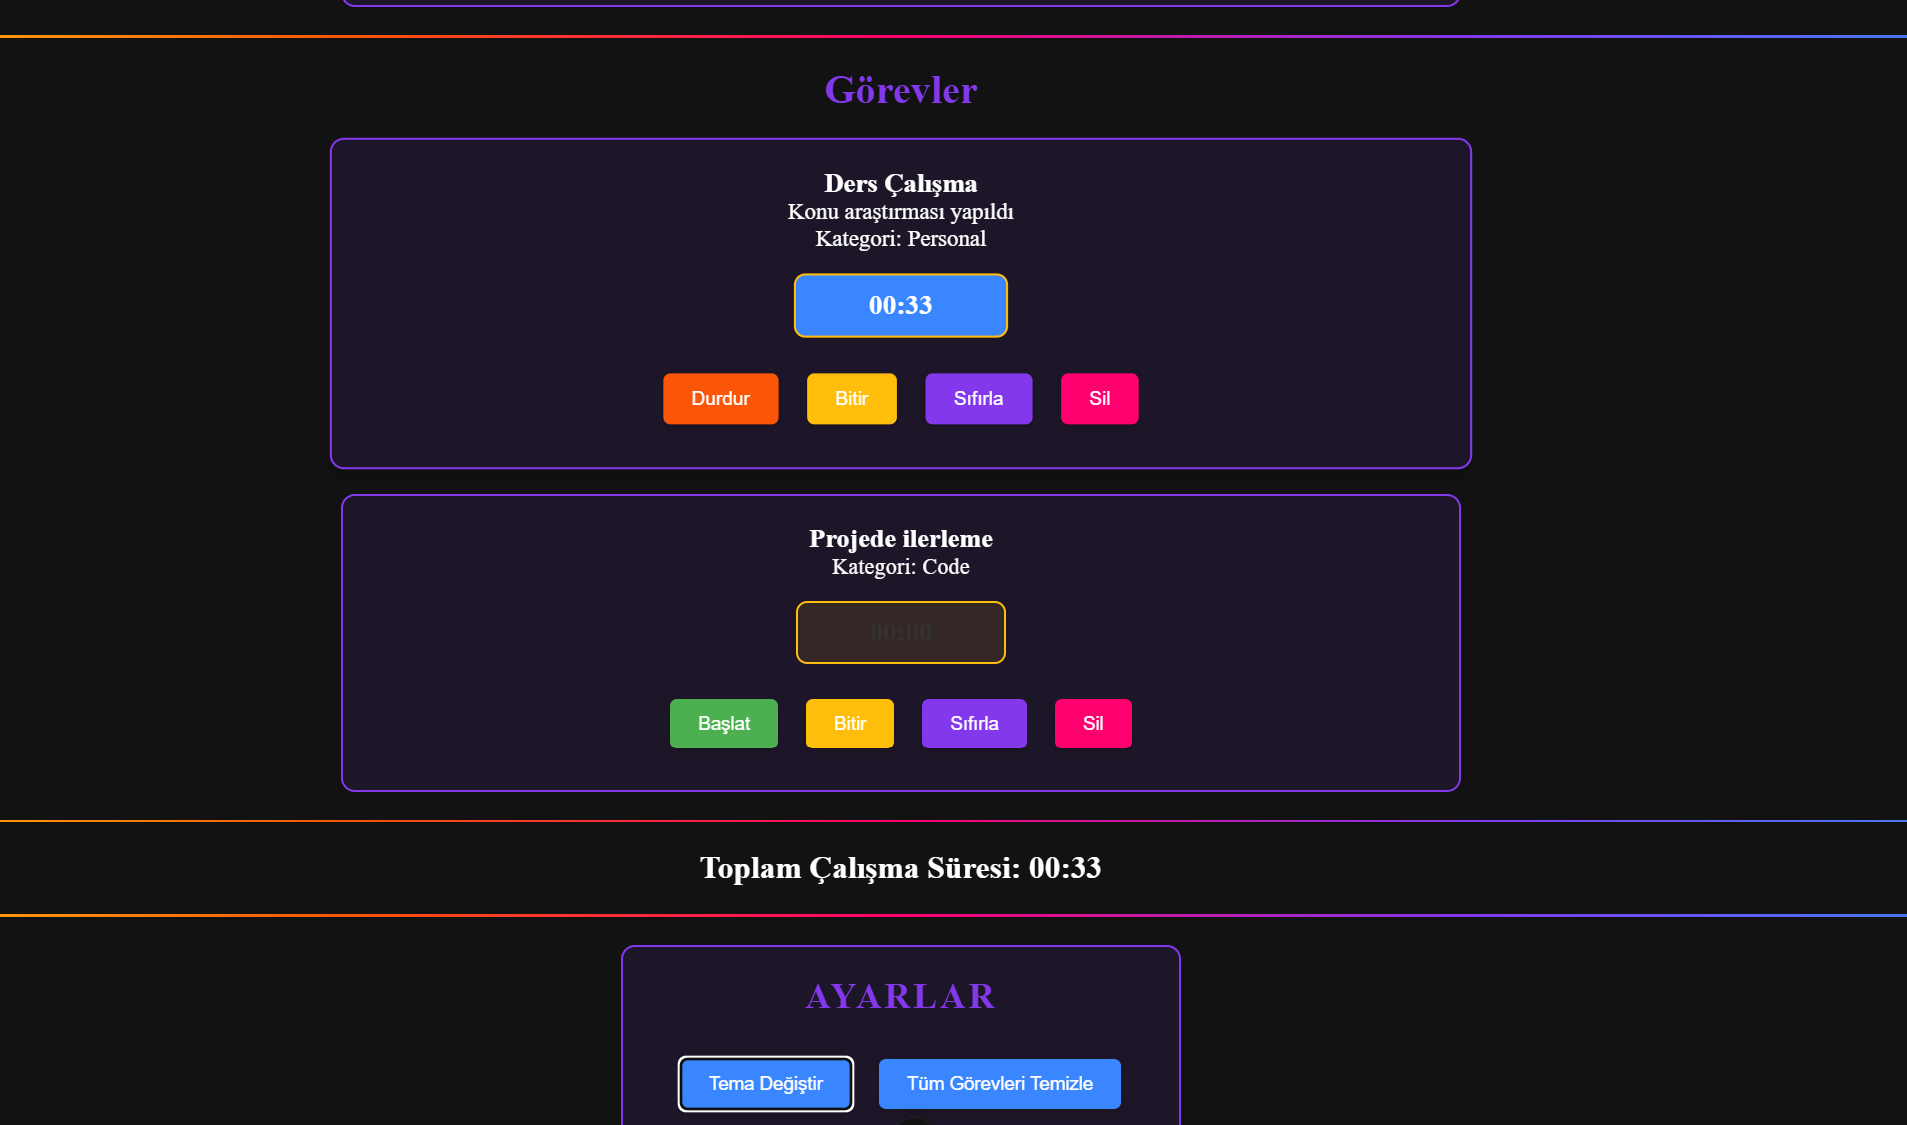 Görevler
Ders Çalışma
Konu araştırması yapıldı
Kategori: Personal
00:33
Durdur Bitir Sıfırla Sil
Projede ilerleme
Kategori: Code
00:00
Başlat Bitir Sıfırla Sil
Toplam Çalışma Süresi: 00:33
AYARLAR
Tema Değiştir Tüm Görevleri Temizle